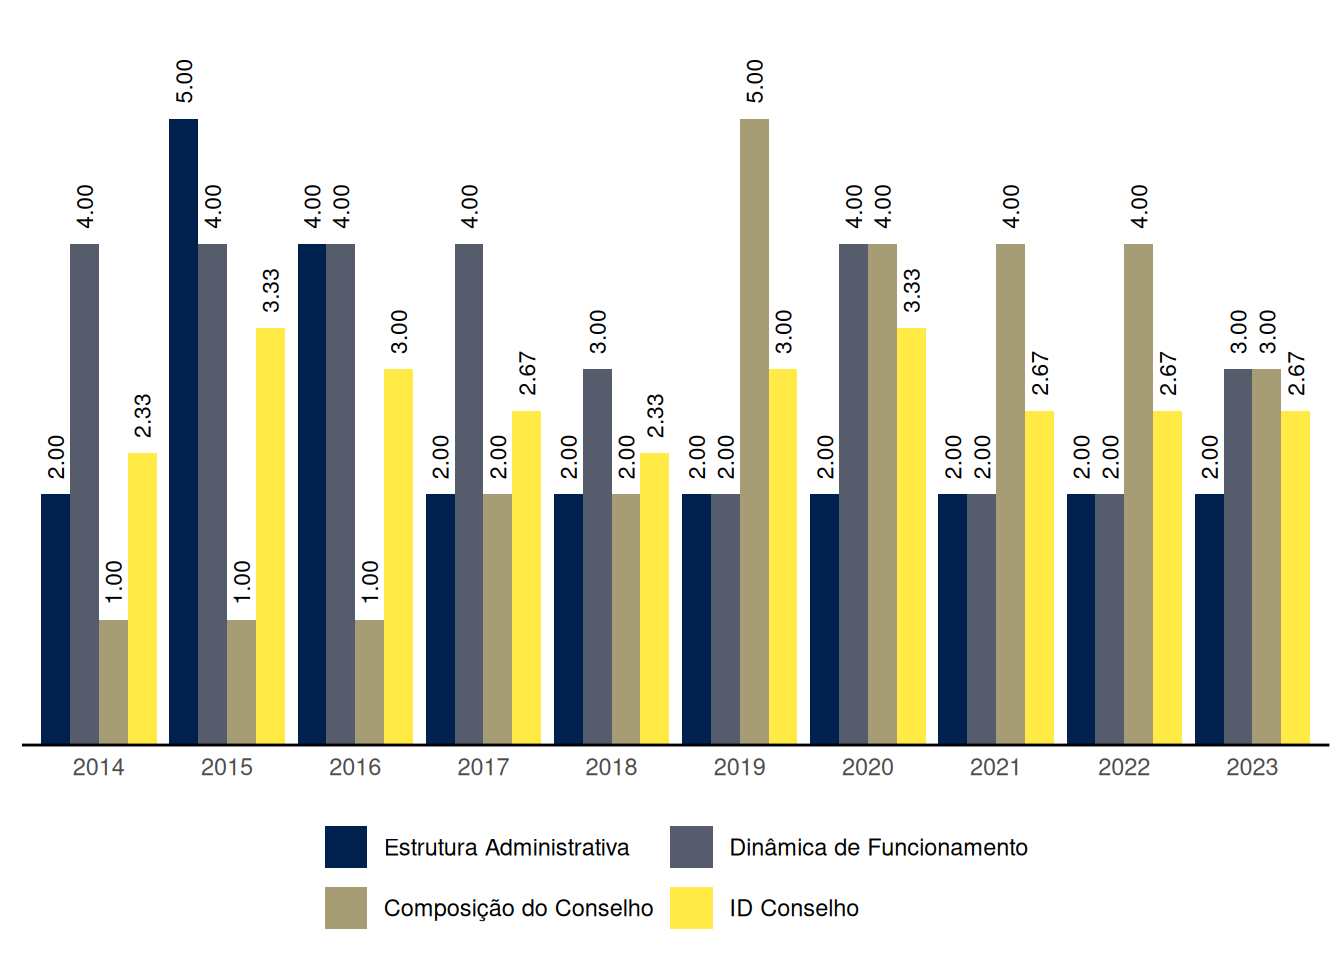 5.00 5.00
4.00 4.00 4.00 4.00 4.00 4.00 4.00 4.00 4.00
3.33 3.33
3.00 3.00 3.00 3.00 3.00
2.67 2.67 2.67 2.67
2.33 2.33
2.00 2.00 2.00 2.00 2.00 2.00 2.00 2.00 2.00 2.00 2.00 2.00 2.00
1.00 1.00 1.00
2014 2015 2016 2017 2018 2019 2020 2021 2022 2023
Estrutura Administrativa Dinâmica de Funcionamento
Composição do Conselho ID Conselho